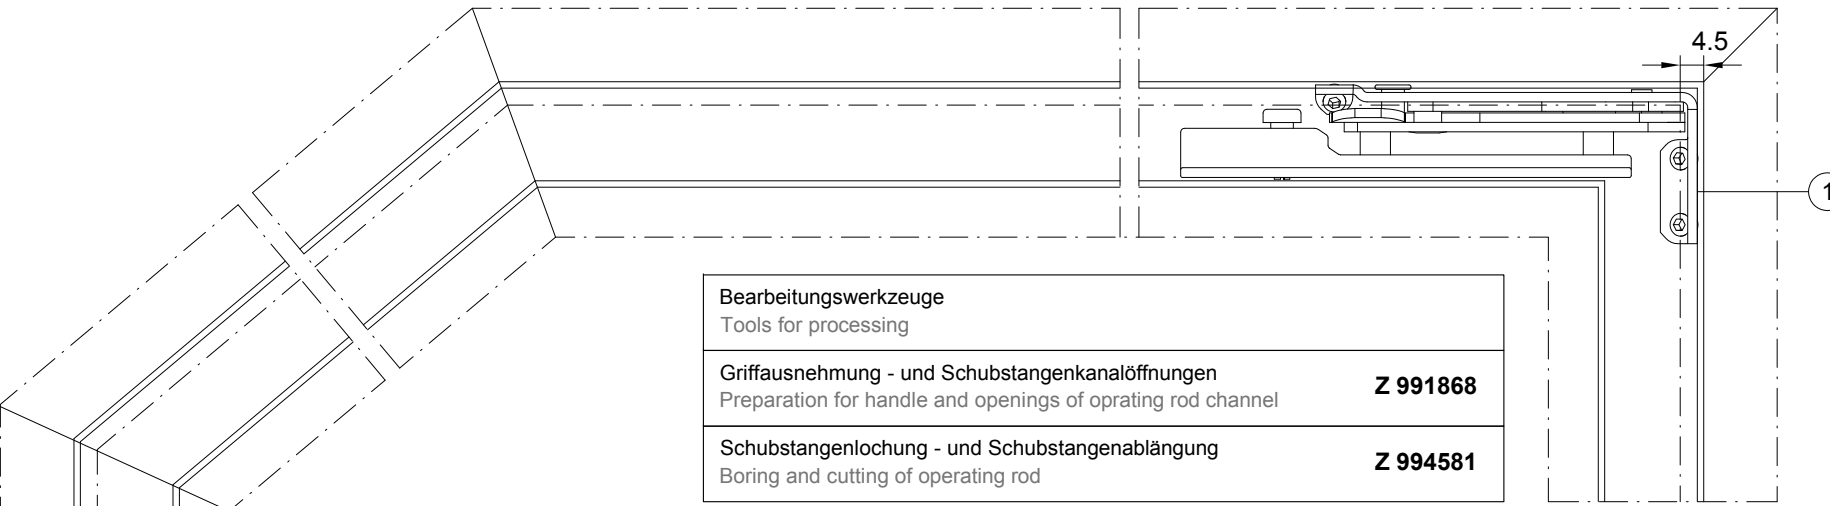 4.5
1
Bearbeitungswerkzeuge
Tools for processing
Griffausnehmung - und Schubstangenkanalöffnungen
Preparation for handle and openings of oprating rod channel
Z 991868
Schubstangenlochung - und Schubstangenablängung
Boring and cutting of operating rod
Z 994581